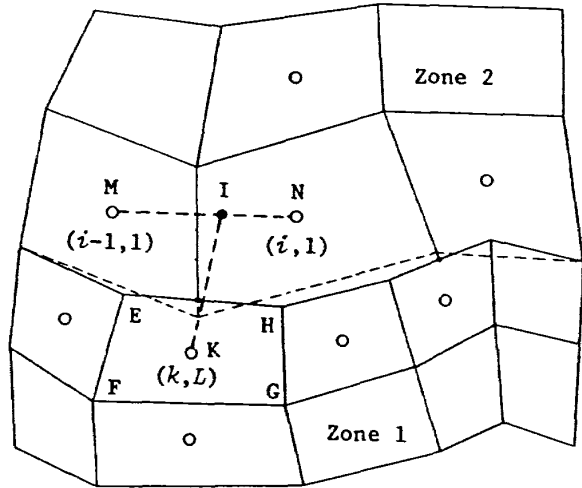 Zone 2
M I N
(i-1,1) (i,1)
E H
K
(k,L)
F G
Zone 1